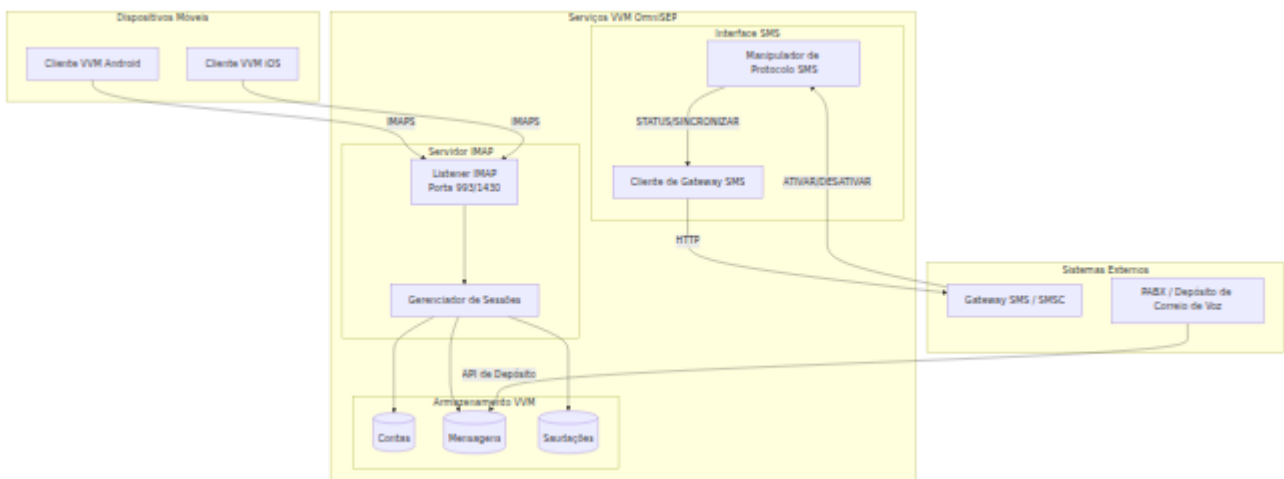 Dispositivos Móveis
Cliente VVM Android
Cliente VVM iOS
Serviços VVM OmniSEP
Interface SMS
Manipulador de
Protocolo SMS
IMAPS
IMAPS
STATUS/SINCRONIZAR
Servidor IMAP
Listener IMAP
Porta 993/1430
Cliente de Gateway SMS
ATIVAR/DESATIVAR
HTTP
Sistemas Externos
Gerenciador de Sessões
Gateway SMS / SMSC
PABX / Depósito de
Correio de Voz
API de Depósito
Armazenamento VVM
Contas
Mensagens
Saudações